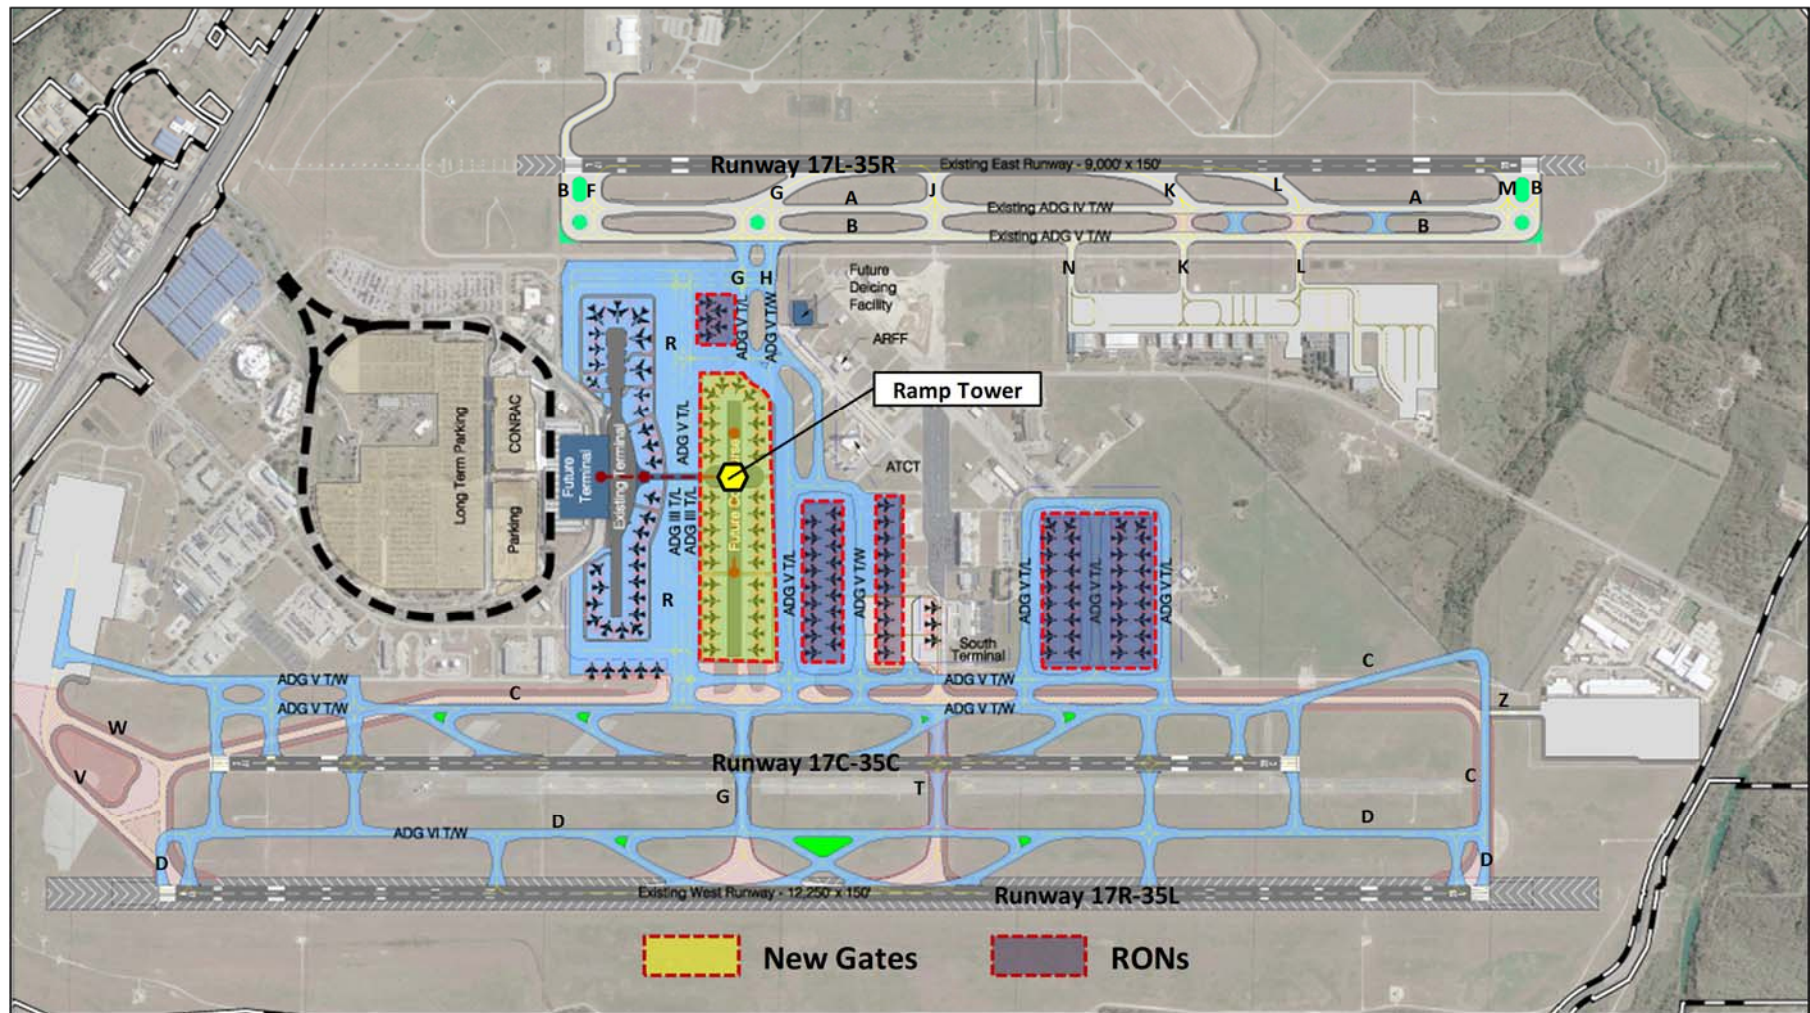 Runway 17L-35R
Existing East Runway - 9,000' x 150'
B
F
G
A
J
K
L
A
M
B
Existing ADG IV T/W
B
B
Existing ADG V T/W
N
K
L
G
H
Future
Deicing
Facility
ADG V T/L
ADG V T/W
R
ARFF
Ramp Tower
ADG V T/L
Long Term Parking
CONRAC
Parking
Future
Terminal
Existing Terminal
ATCT
ADG III T/L
ADG III T/L
R
ADG V T/L
ADG V T/W
ADG V T/L
ADG V T/L
ADG V T/L
South
Terminal
C
ADG V T/W
C
ADG V T/W
ADG V T/W
ADG V T/W
Z
W
V
Runway 17C-35C
C
G
T
D
D
ADG VI T/W
D
D
Existing West Runway - 12,250' x 150'
Runway 17R-35L
New Gates
RONs